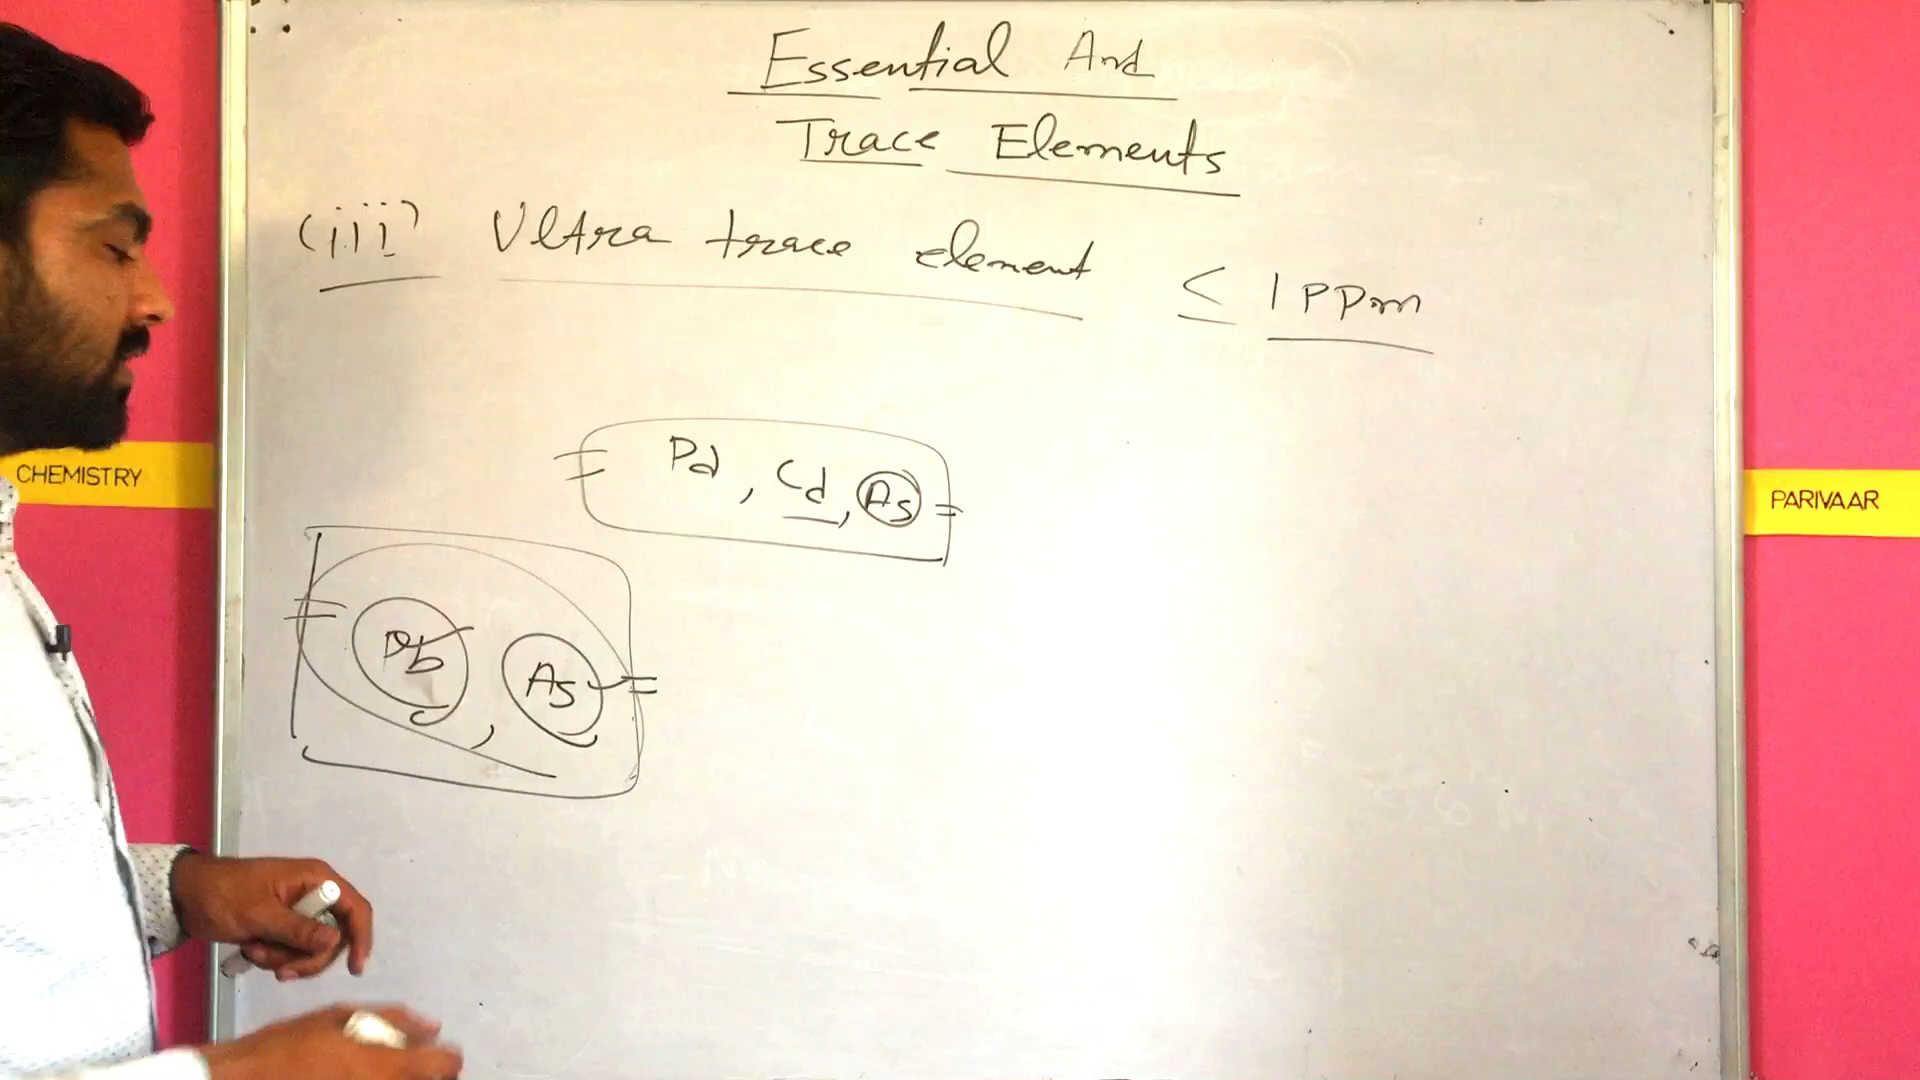 Essential And
Trace Elements
(iii) Ultra trace element ≤ 1 ppm
Pd, Cd, As
Pb, As
CHEMISTRY
PARIVAAR